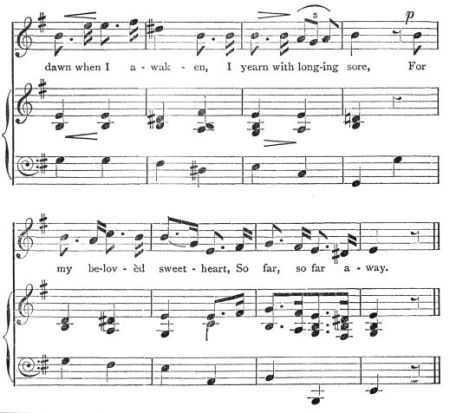 3
p
dawn when I a-wak-en, I yearn with long-ing sore, For
my be-lov-èd sweet-heart, So far, so far a-way.